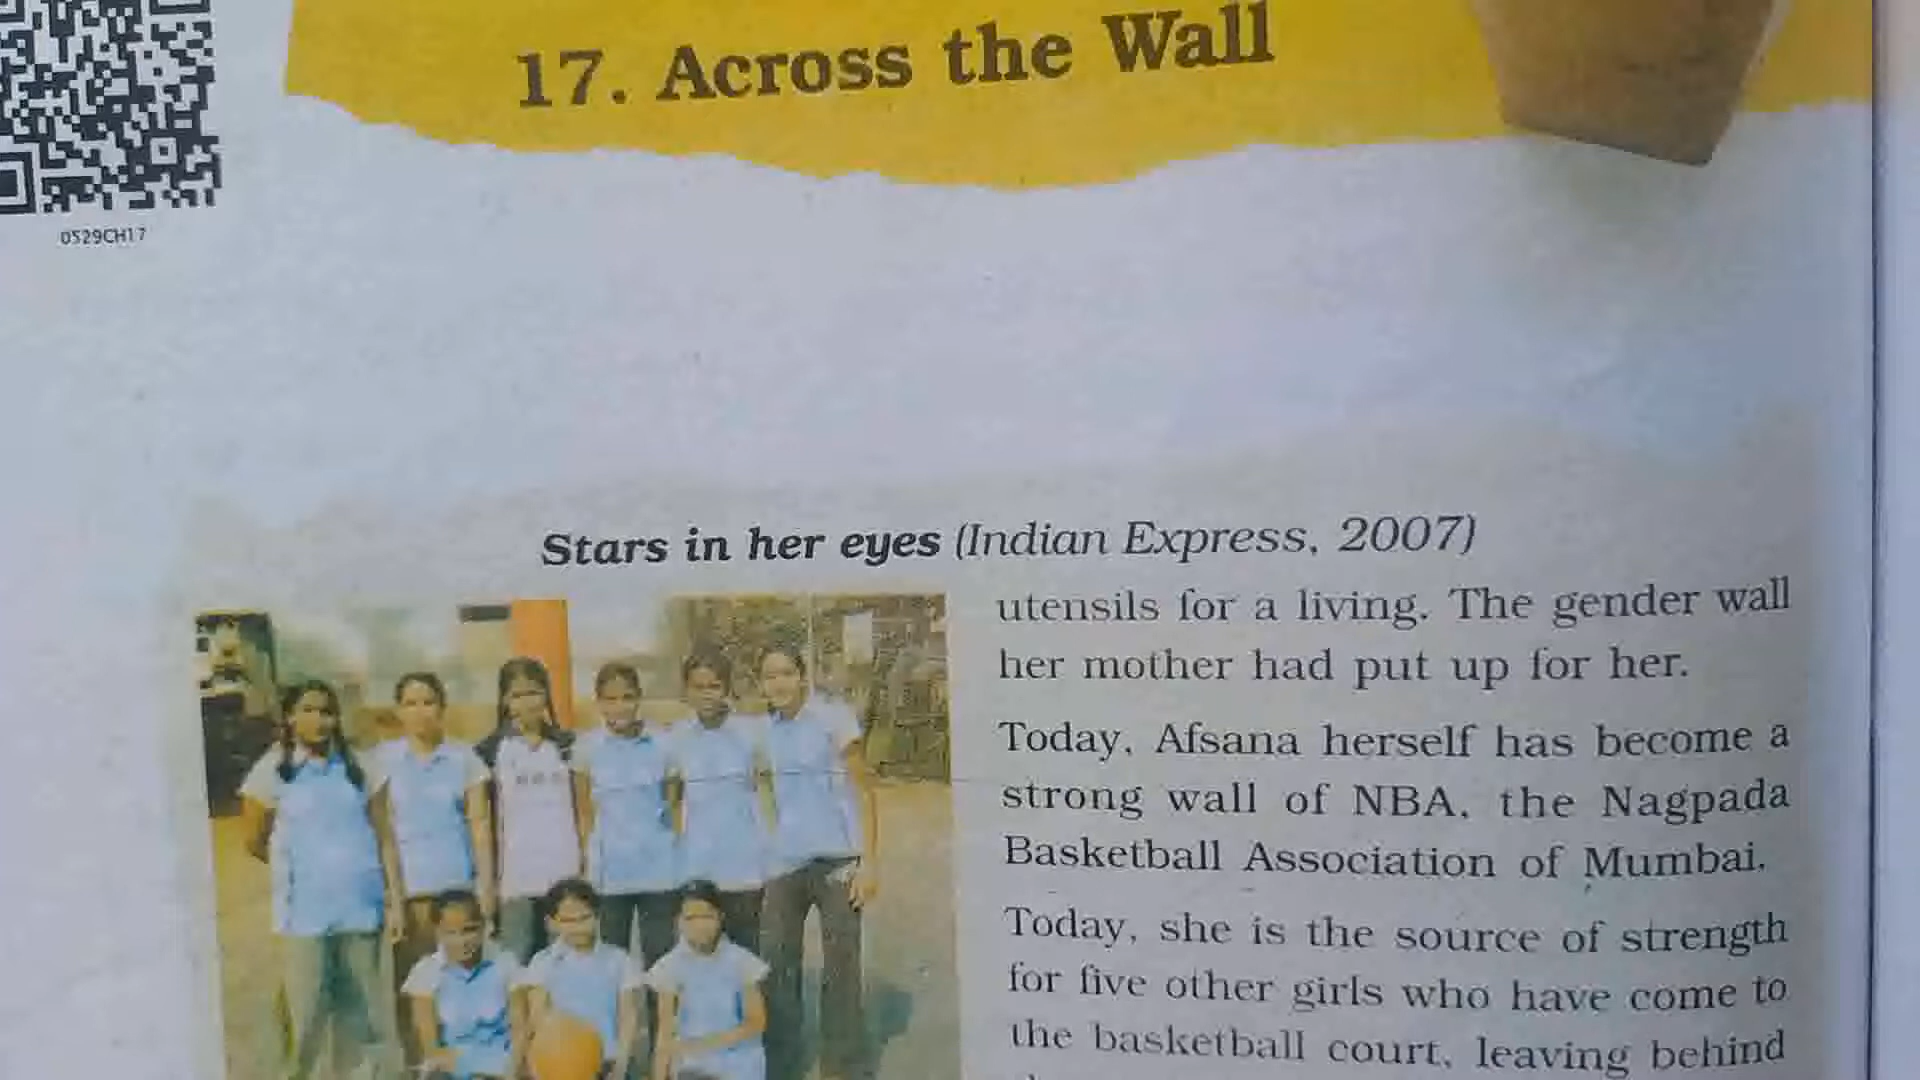 17. Across the Wall
0529CH17
Stars in her eyes (Indian Express, 2007)
utensils for a living. The gender wall
her mother had put up for her.
Today, Afsana herself has become a
strong wall of NBA, the Nagpada
Basketball Association of Mumbai.
Today, she is the source of strength
for five other girls who have come to
the basketball court, leaving behind